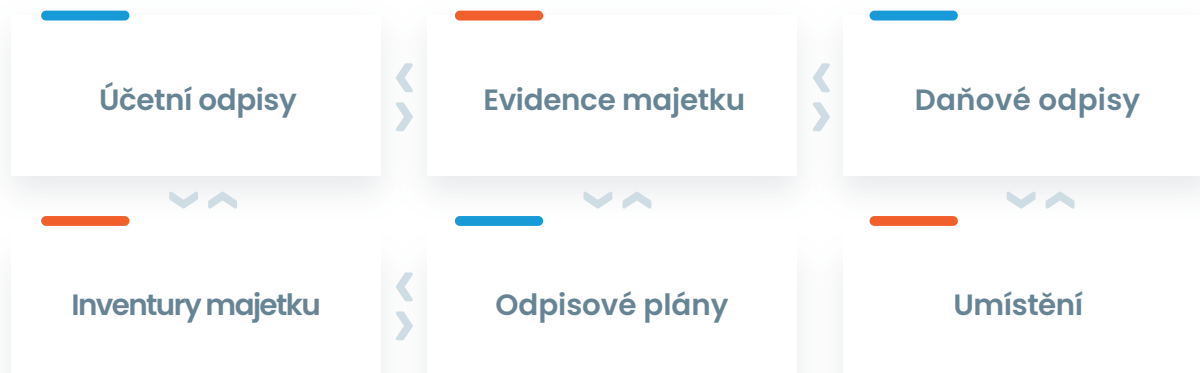 Účetní odpisy
Evidence majetku
Daňové odpisy
Inventury majetku
Odpisové plány
Umístění